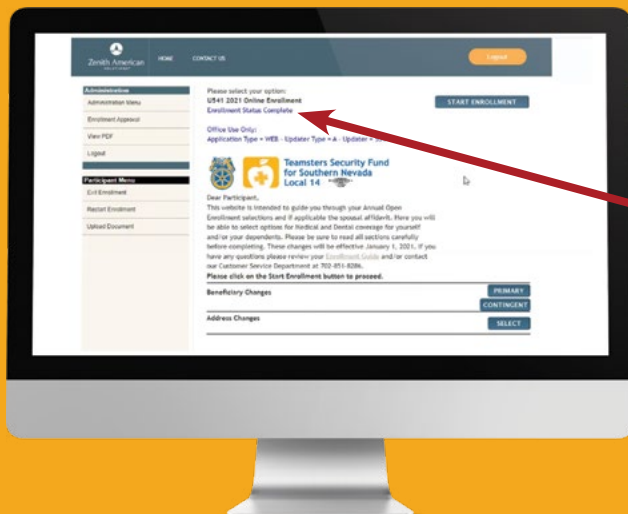 Zenith American
HOME
CONTACT US
Logout
Administration
Administration Menu
Enrollment Approval
View PDF
Logout
Participant Menu
Exit Enrollment
Restart Enrollment
Upload Document
Please select your option:
U541 2021 Online Enrollment
Enrollment Status Complete
START ENROLLMENT
Office Use Only:
Application Type = WEB - Updater Type = A - Updater =
Teamsters Security Fund
for Southern Nevada
Local 14
Dear Participant,
This website is intended to guide you through your Annual Open
Enrollment selections and if applicable the spousal affidavit. Here you will
be able to select options for Medical and Dental coverage for yourself
and/or your dependents. Please be sure to read all sections carefully
before completing. These changes will be effective January 1, 2021. If you
have any questions please review your Enrollment Guide and/or contact
our Customer Service Department at 702-851-8286.
Please click on the Start Enrollment button to proceed.
Beneficiary Changes
PRIMARY
CONTINGENT
Address Changes
SELECT